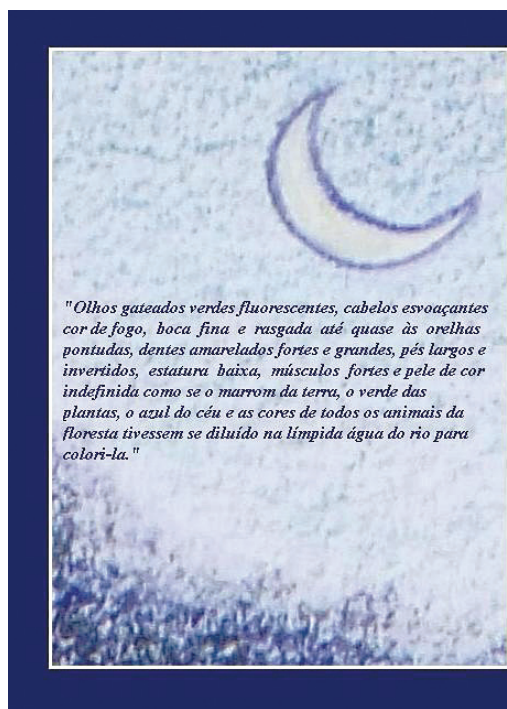 "Olhos gateados verdes fluorescentes, cabelos esvoaçantes
cor de fogo, boca fina e rasgada até quase às orelhas
pontudas, dentes amarelados fortes e grandes, pés largos e
invertidos, estatura baixa, músculos fortes e pele de cor
indefinida como se o marrom da terra, o verde das
plantas, o azul do céu e as cores de todos os animais da
floresta tivessem se diluído na límpida água do rio para
colori-la."